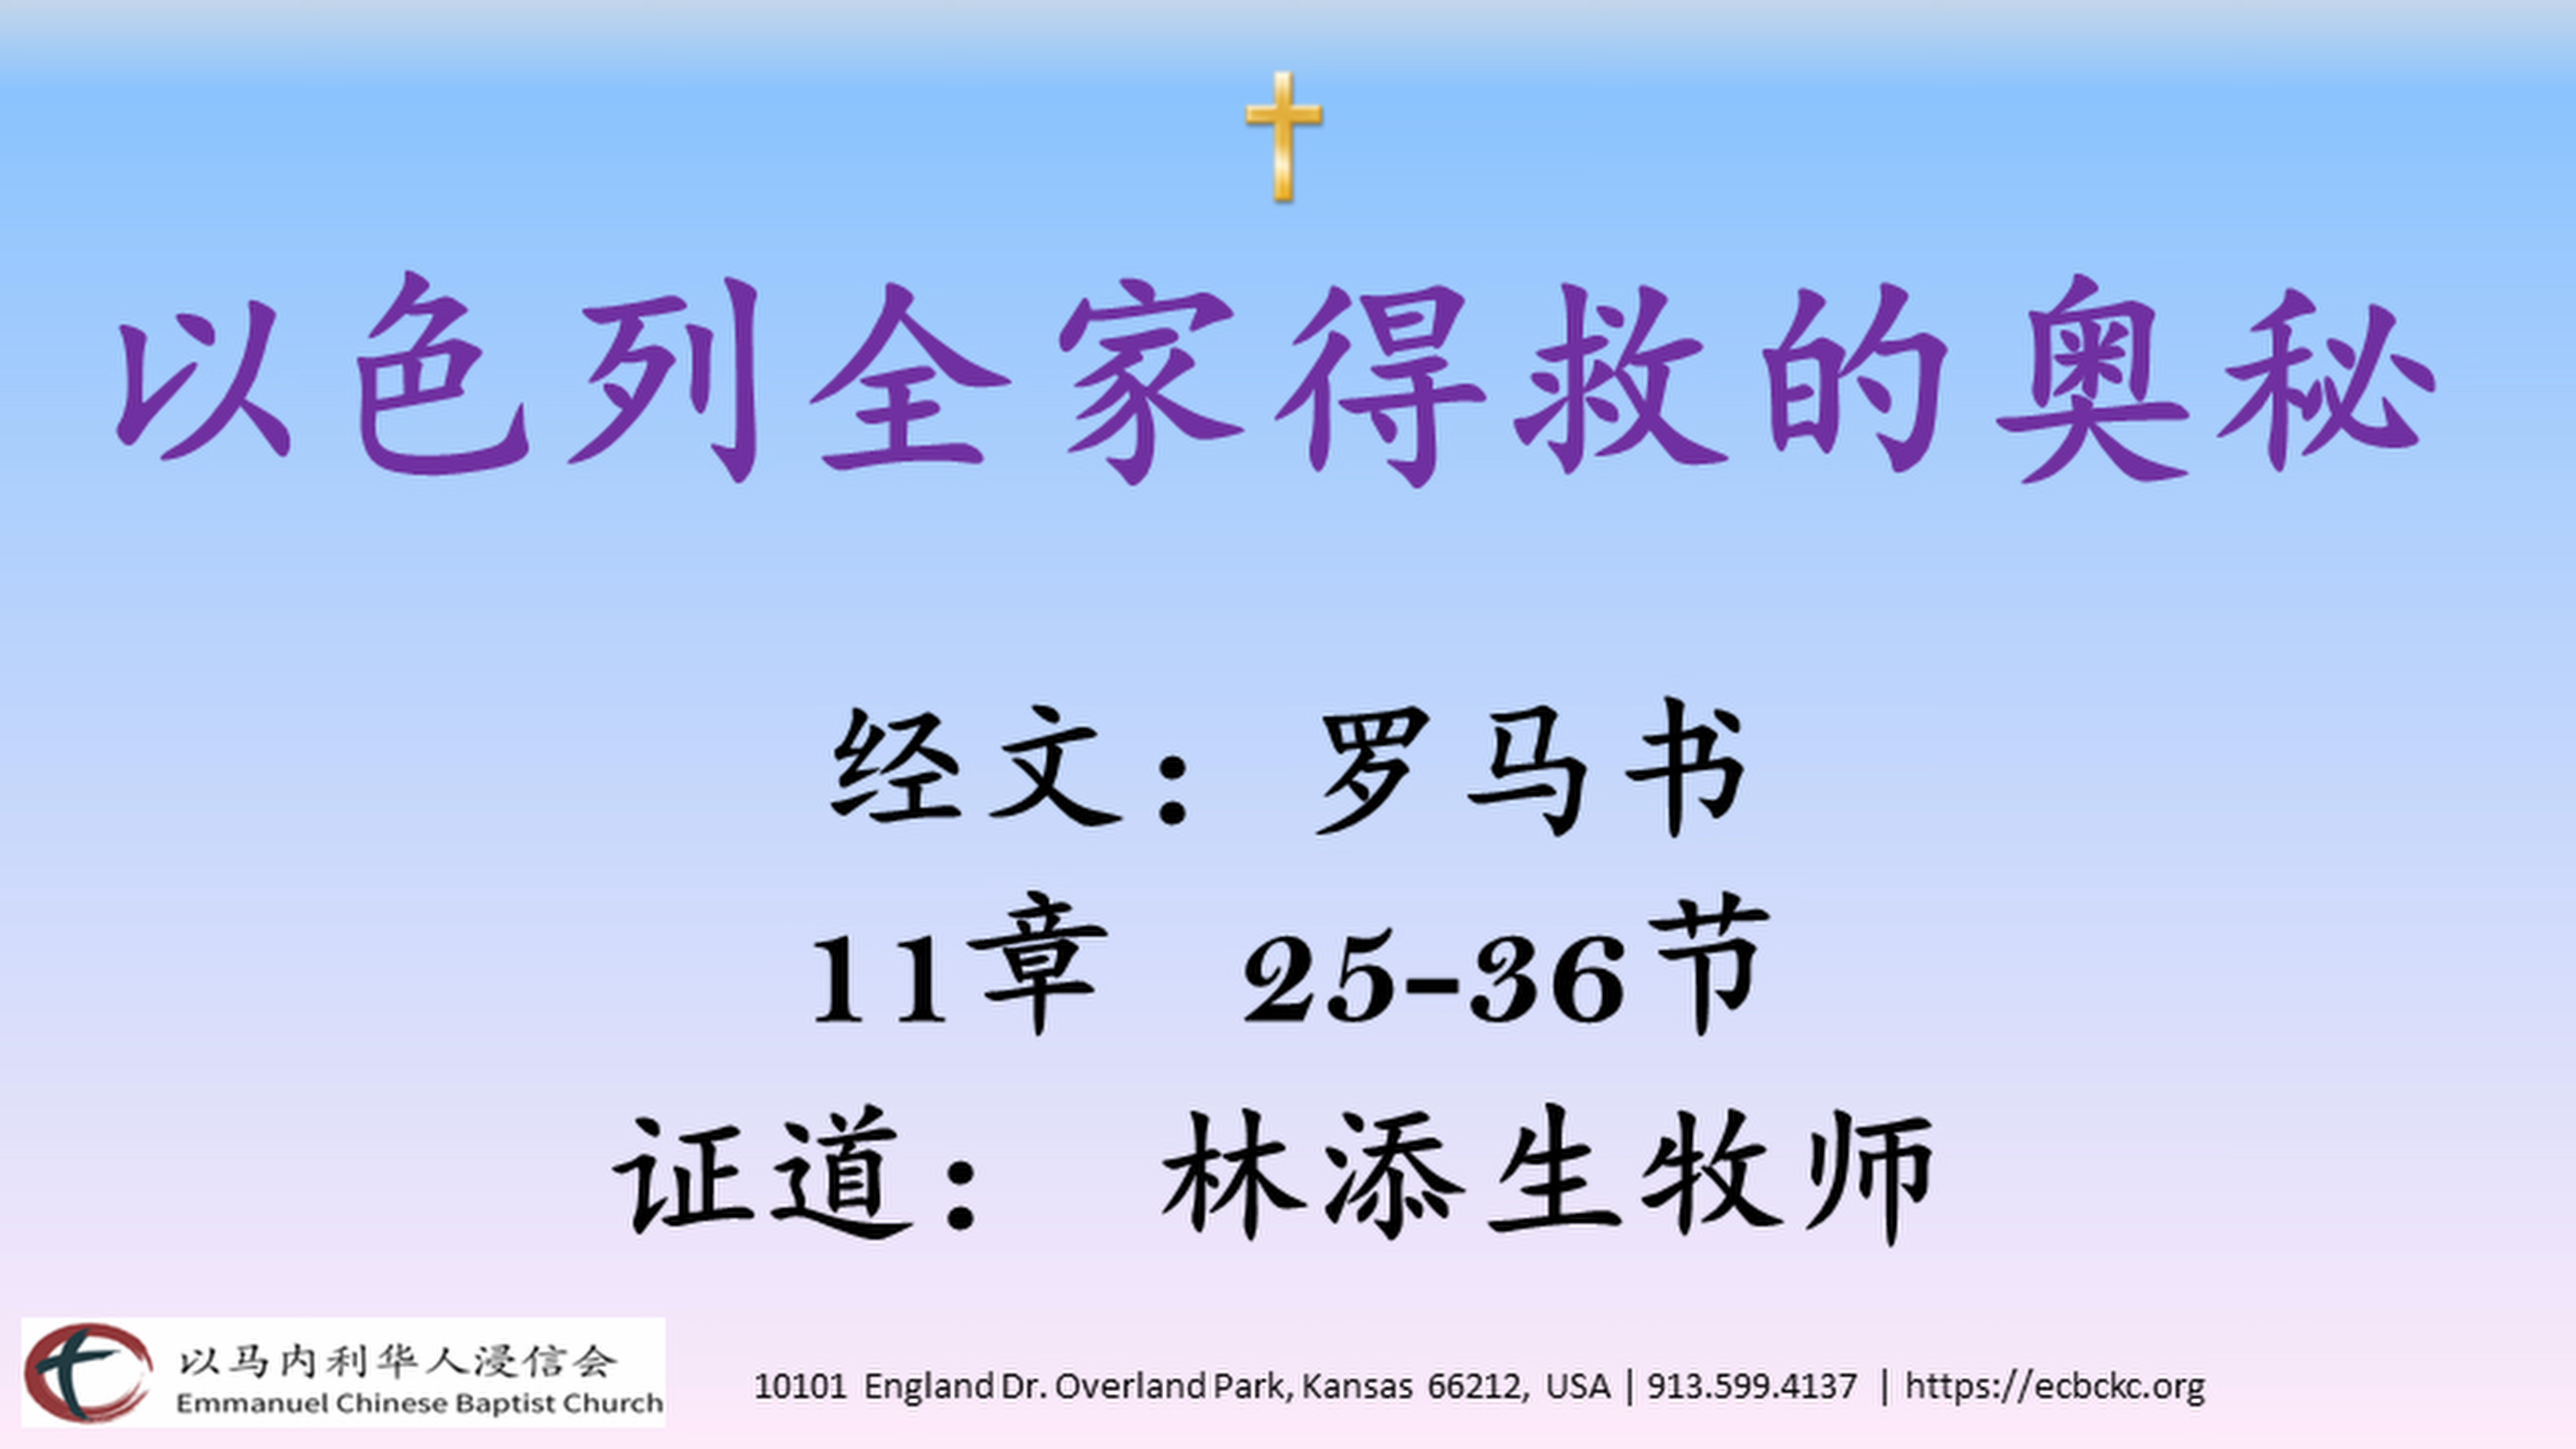 以色列全家得救的奥秘
经文：罗马书
11章 25-36节
证道： 林添生牧师
以马内利华人浸信会
Emmanuel Chinese Baptist Church
10101 England Dr. Overland Park, Kansas 66212, USA | 913.599.4137 | https://ecbckc.org